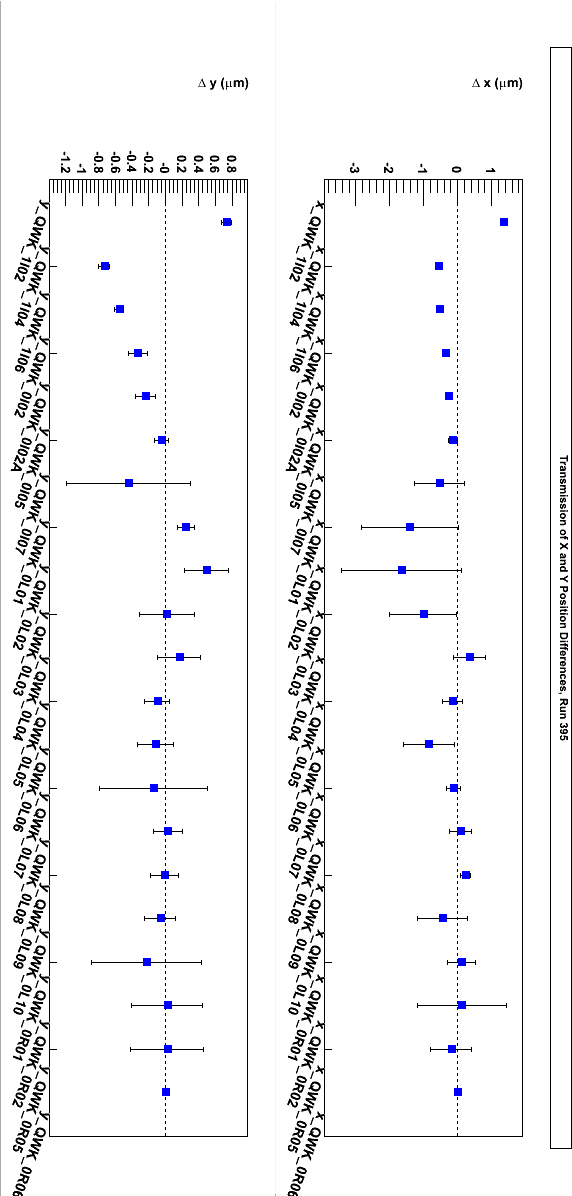 Transmission of X and Y Position Differences, Run 395
Δ x (μm)
1
0
-1
-2
-3
x_QWK_1I02
x_QWK_1I04
x_QWK_1I06
x_QWK_0I02
x_QWK_0I02A
x_QWK_0I05
x_QWK_0I07
x_QWK_0L01
x_QWK_0L02
x_QWK_0L03
x_QWK_0L04
x_QWK_0L05
x_QWK_0L06
x_QWK_0L07
x_QWK_0L08
x_QWK_0L09
x_QWK_0L10
x_QWK_0R01
x_QWK_0R02
x_QWK_0R05
x_QWK_0R06
Δ y (μm)
0.8
0.6
0.4
0.2
-0
-0.2
-0.4
-0.6
-0.8
-1
-1.2
y_QWK_1I02
y_QWK_1I04
y_QWK_1I06
y_QWK_0I02
y_QWK_0I02A
y_QWK_0I05
y_QWK_0I07
y_QWK_0L01
y_QWK_0L02
y_QWK_0L03
y_QWK_0L04
y_QWK_0L05
y_QWK_0L06
y_QWK_0L07
y_QWK_0L08
y_QWK_0L09
y_QWK_0L10
y_QWK_0R01
y_QWK_0R02
y_QWK_0R05
y_QWK_0R06